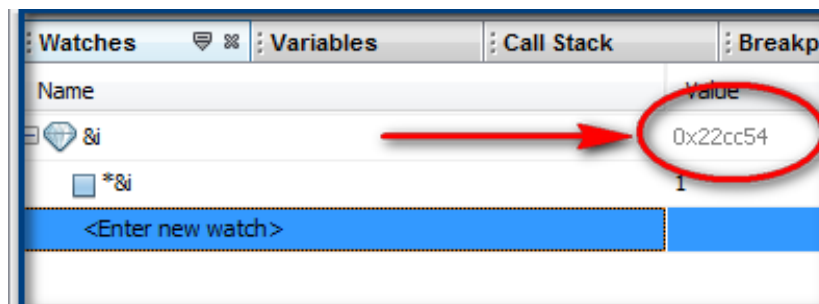 Watches Variables Call Stack Breakp
Name Value
&i 0x22cc54
*&i 1
<Enter new watch>